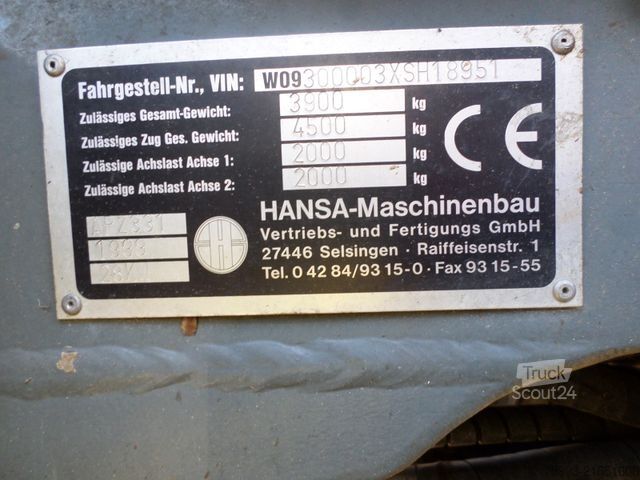 Fahrgestell-Nr., VIN: W09300003XSH18951
Zulässiges Gesamt-Gewicht: 3900 kg
Zulässiges Zug Ges. Gewicht: 4500 kg
Zulässige Achslast Achse 1: 2000 kg
Zulässige Achslast Achse 2: 2000 kg
CE
APZ331
1999
H
HANSA-Maschinenbau
Vertriebs- und Fertigungs GmbH
27446 Selsingen · Raiffeisenstr. 1
Tel. 0 42 84/93 15-0 · Fax 93 15-55
Truck
Scout24